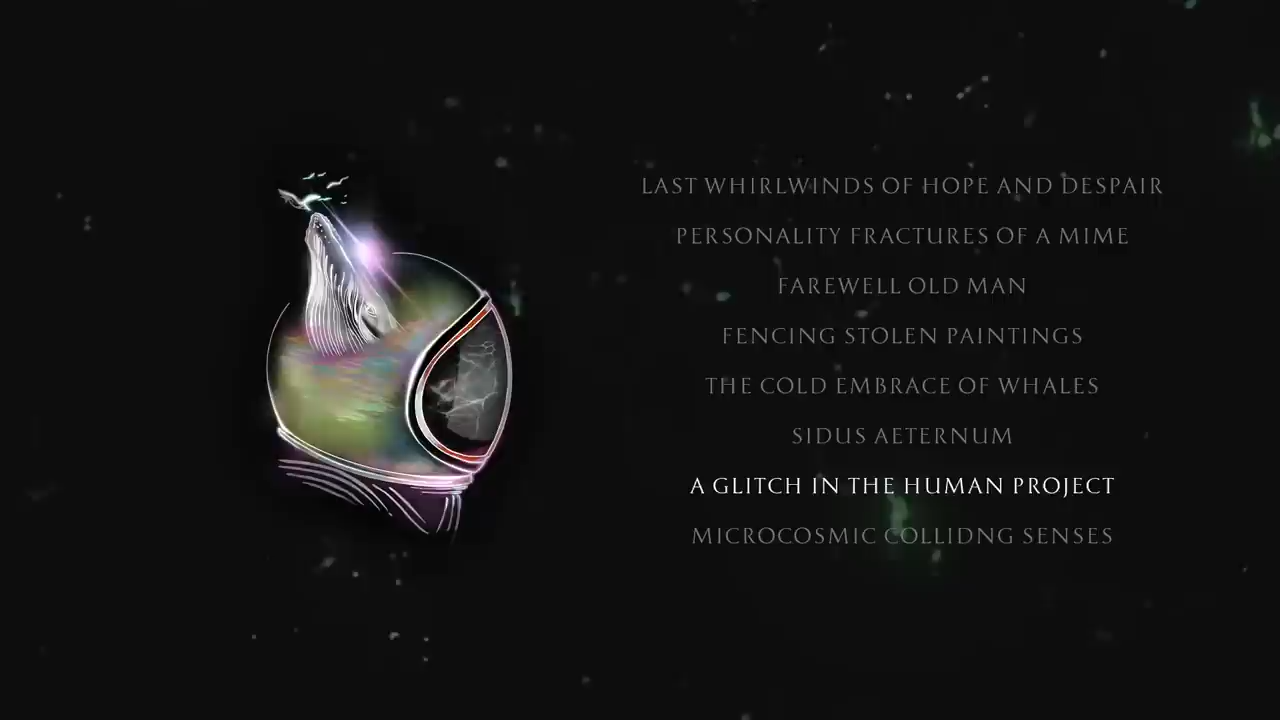 LAST WHIRLWINDS OF HOPE AND DESPAIR
PERSONALITY FRACTURES OF A MIME
FAREWELL OLD MAN
FENCING STOLEN PAINTINGS
THE COLD EMBRACE OF WHALES
SIDUS AETERNUM
A GLITCH IN THE HUMAN PROJECT
MICROCOSMIC COLLIDNG SENSES